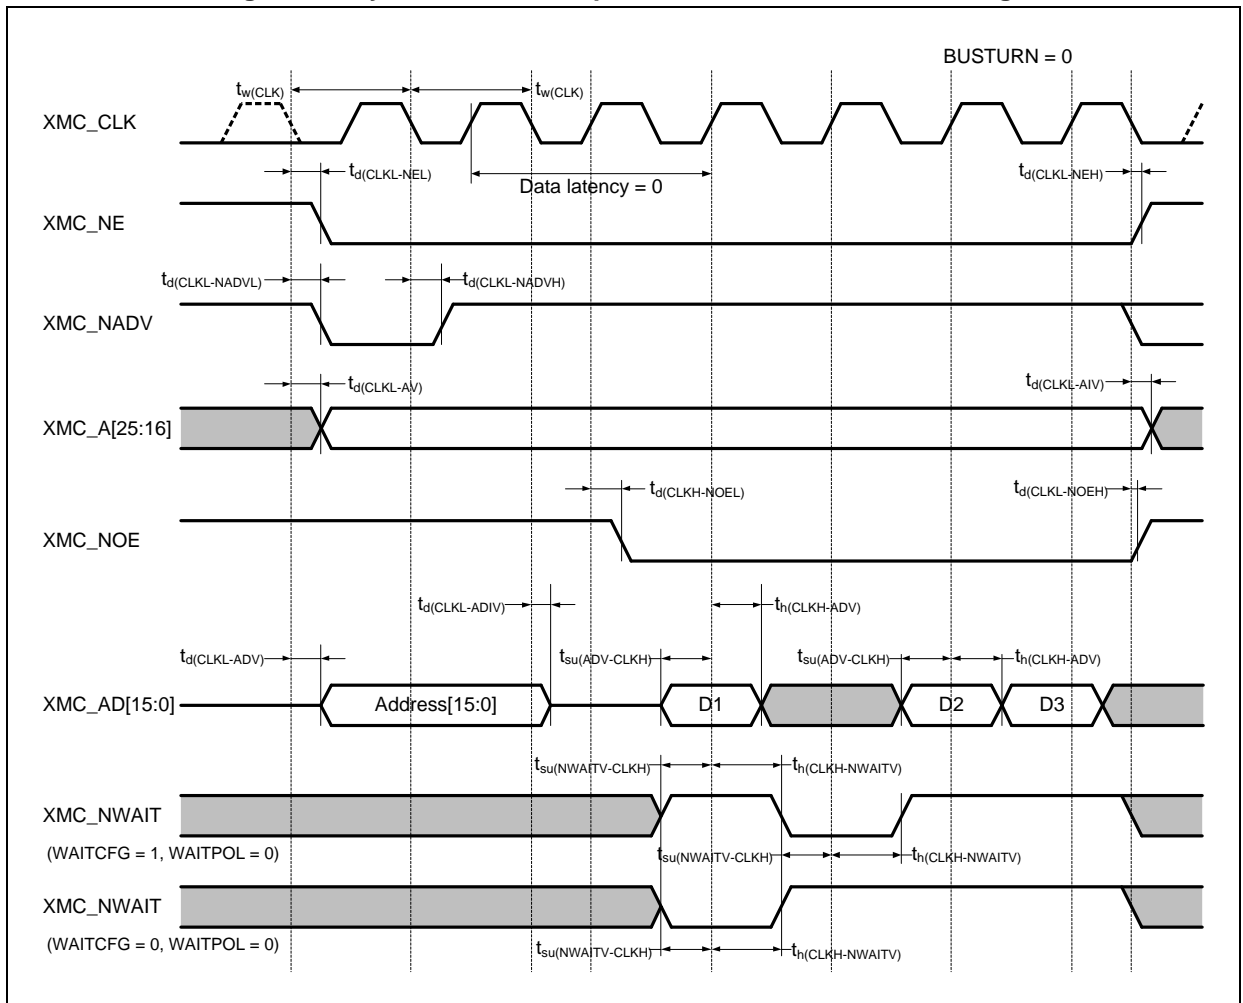 BUSTURN = 0
tw(CLK) tw(CLK)
XMC_CLK
td(CLKL-NEL) td(CLKL-NEH)
Data latency = 0
XMC_NE
td(CLKL-NADVL) td(CLKL-NADVH)
XMC_NADV
td(CLKL-AV) td(CLKL-AIV)
XMC_A[25:16]
td(CLKH-NOEL) td(CLKL-NOEH)
XMC_NOE
td(CLKL-ADIV) th(CLKH-ADV)
td(CLKL-ADV) tsu(ADV-CLKH) tsu(ADV-CLKH) th(CLKH-ADV)
XMC_AD[15:0] Address[15:0] D1 D2 D3
tsu(NWAITV-CLKH) th(CLKH-NWAITV)
XMC_NWAIT
(WAITCFG = 1, WAITPOL = 0) tsu(NWAITV-CLKH) th(CLKH-NWAITV)
XMC_NWAIT
(WAITCFG = 0, WAITPOL = 0) tsu(NWAITV-CLKH) th(CLKH-NWAITV)